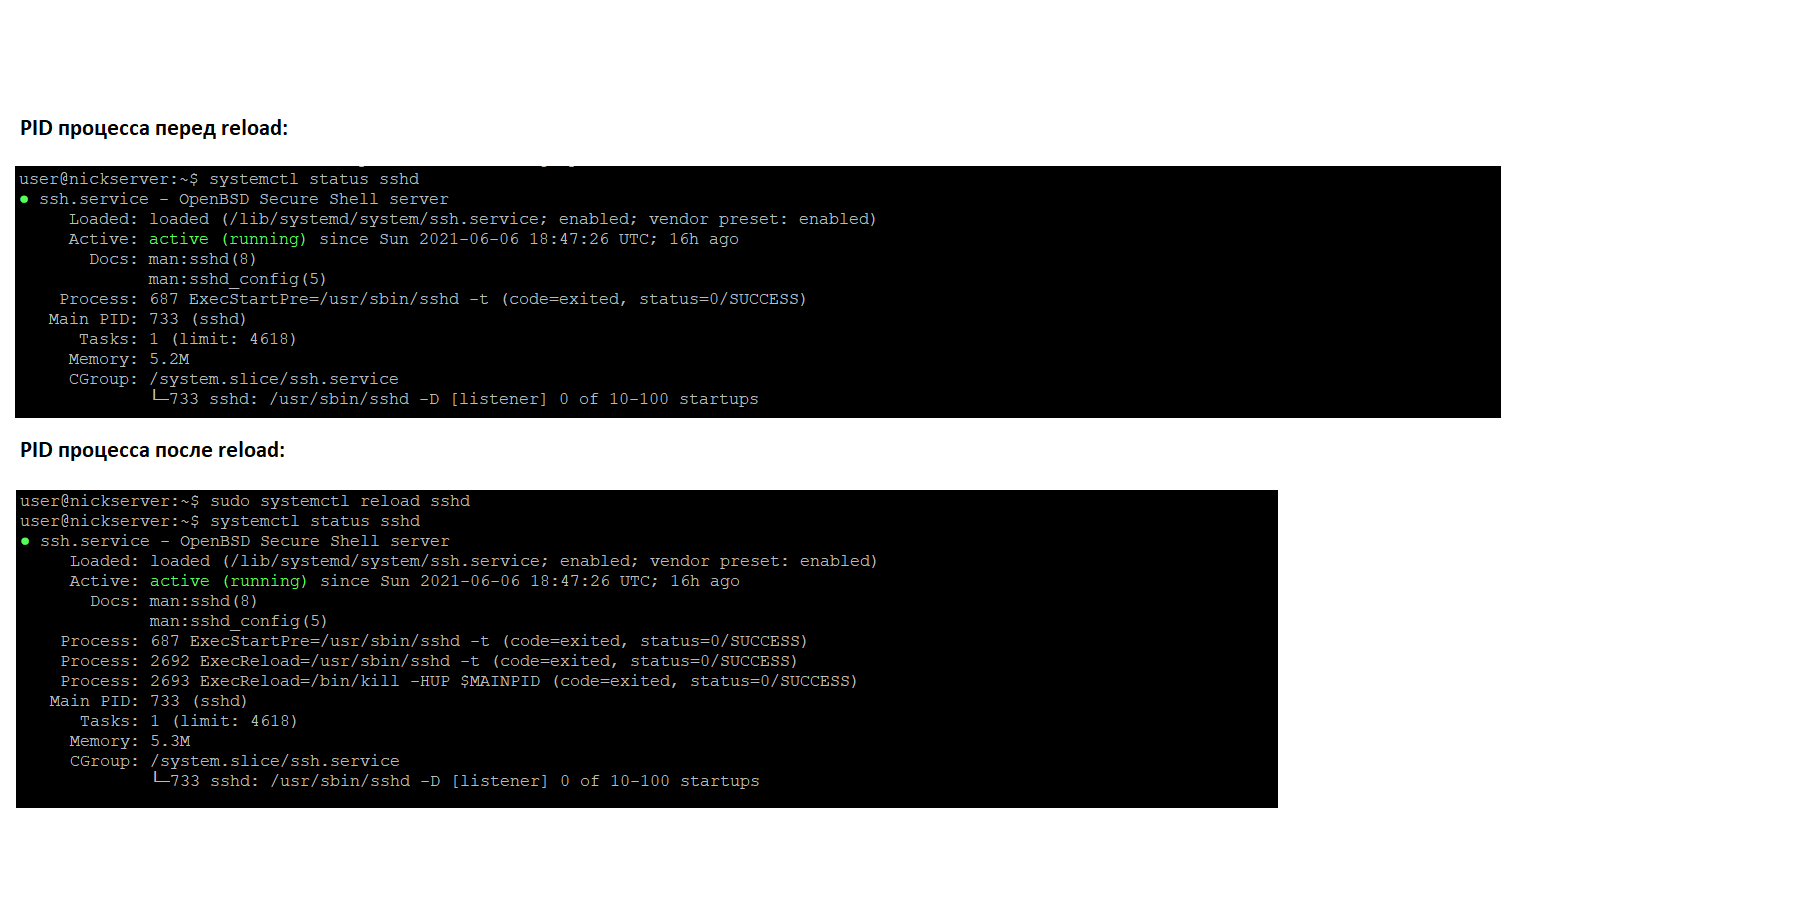 PID процесса перед reload:
user@nickserver:~$ systemctl status sshd
● ssh.service - OpenBSD Secure Shell server
Loaded: loaded (/lib/systemd/system/ssh.service; enabled; vendor preset: enabled)
Active: active (running) since Sun 2021-06-06 18:47:26 UTC; 16h ago
Docs: man:sshd(8)
man:sshd_config(5)
Process: 687 ExecStartPre=/usr/sbin/sshd -t (code=exited, status=0/SUCCESS)
Main PID: 733 (sshd)
Tasks: 1 (limit: 4618)
Memory: 5.2M
CGroup: /system.slice/ssh.service
└─733 sshd: /usr/sbin/sshd -D [listener] 0 of 10-100 startups
PID процесса после reload:
user@nickserver:~$ sudo systemctl reload sshd
user@nickserver:~$ systemctl status sshd
● ssh.service - OpenBSD Secure Shell server
Loaded: loaded (/lib/systemd/system/ssh.service; enabled; vendor preset: enabled)
Active: active (running) since Sun 2021-06-06 18:47:26 UTC; 16h ago
Docs: man:sshd(8)
man:sshd_config(5)
Process: 687 ExecStartPre=/usr/sbin/sshd -t (code=exited, status=0/SUCCESS)
Process: 2692 ExecReload=/usr/sbin/sshd -t (code=exited, status=0/SUCCESS)
Process: 2693 ExecReload=/bin/kill -HUP $MAINPID (code=exited, status=0/SUCCESS)
Main PID: 733 (sshd)
Tasks: 1 (limit: 4618)
Memory: 5.3M
CGroup: /system.slice/ssh.service
└─733 sshd: /usr/sbin/sshd -D [listener] 0 of 10-100 startups